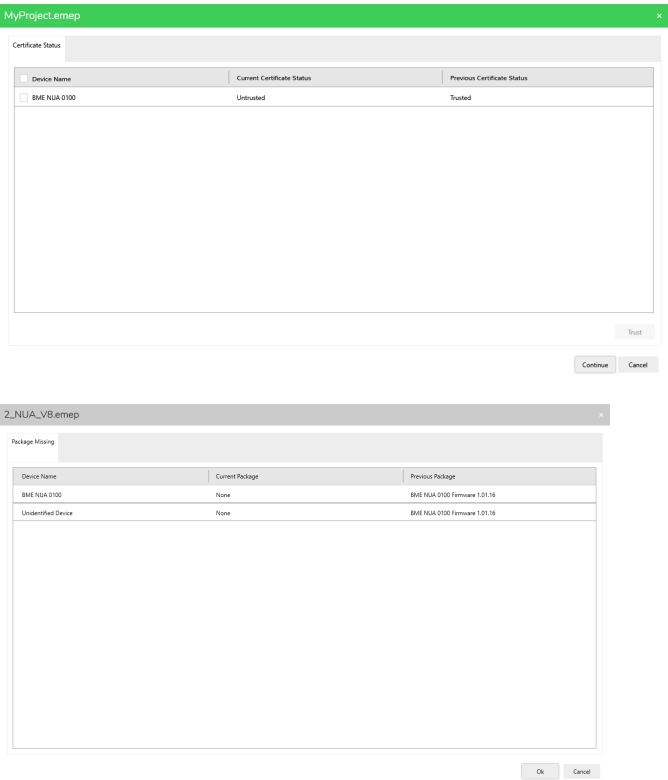 MyProject.emep ×
Certificate Status
Device Name Current Certificate Status Previous Certificate Status
BME NUA 0100 Untrusted Trusted
Trust
Continue Cancel
2_NUA_V8.emep ×
Package Missing
Device Name Current Package Previous Package
BME NUA 0100 None BME NUA 0100 Firmware 1.01.16
Unidentified Device None BME NUA 0100 Firmware 1.01.16
Ok Cancel